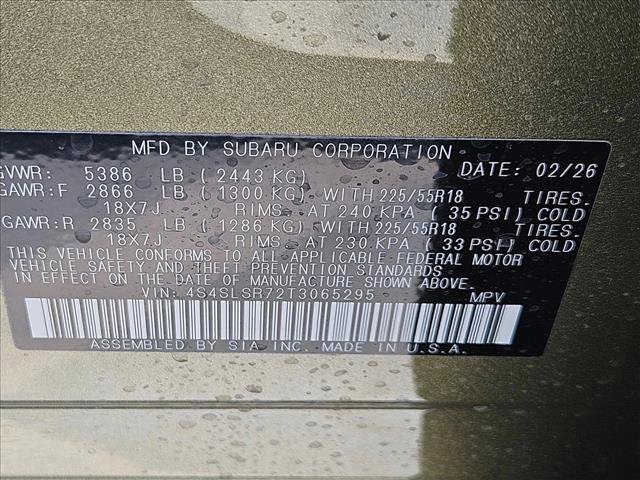 MFD BY SUBARU CORPORATION
GVWR: 5386 LB ( 2443 KG) DATE: 02/26
GAWR:F 2866 LB ( 1300 KG) WITH 225/55R18 TIRES.
18X7J RIMS. AT 240 KPA ( 35 PSI) COLD
GAWR:R 2835 LB ( 1286 KG) WITH 225/55R18 TIRES.
18X7J RIMS. AT 230 KPA ( 33 PSI) COLD
THIS VEHICLE CONFORMS TO ALL APPLICABLE FEDERAL MOTOR
VEHICLE SAFETY AND THEFT PREVENTION STANDARDS
IN EFFECT ON THE DATE OF MANUFACTURE SHOWN ABOVE.
VIN: 4S4SLSR72T3065295 MPV
ASSEMBLED BY SIA INC. MADE IN U.S.A.